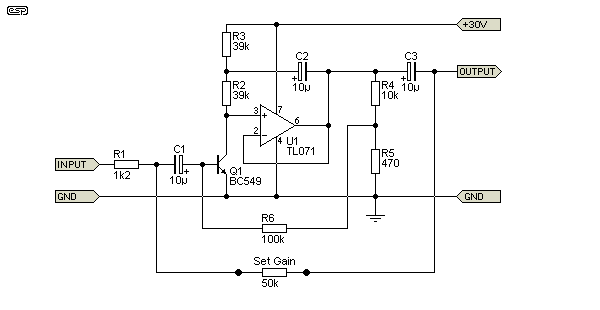 esp
R3
39k
+30V
C2
+
10µ
C3
+
10µ
OUTPUT
R2
39k
R4
10k
3
+
7
6
2
−
4
U1
TL071
R5
470
INPUT
R1
1k2
C1
+
10µ
Q1
BC549
GND
GND
R6
100k
Set Gain
50k